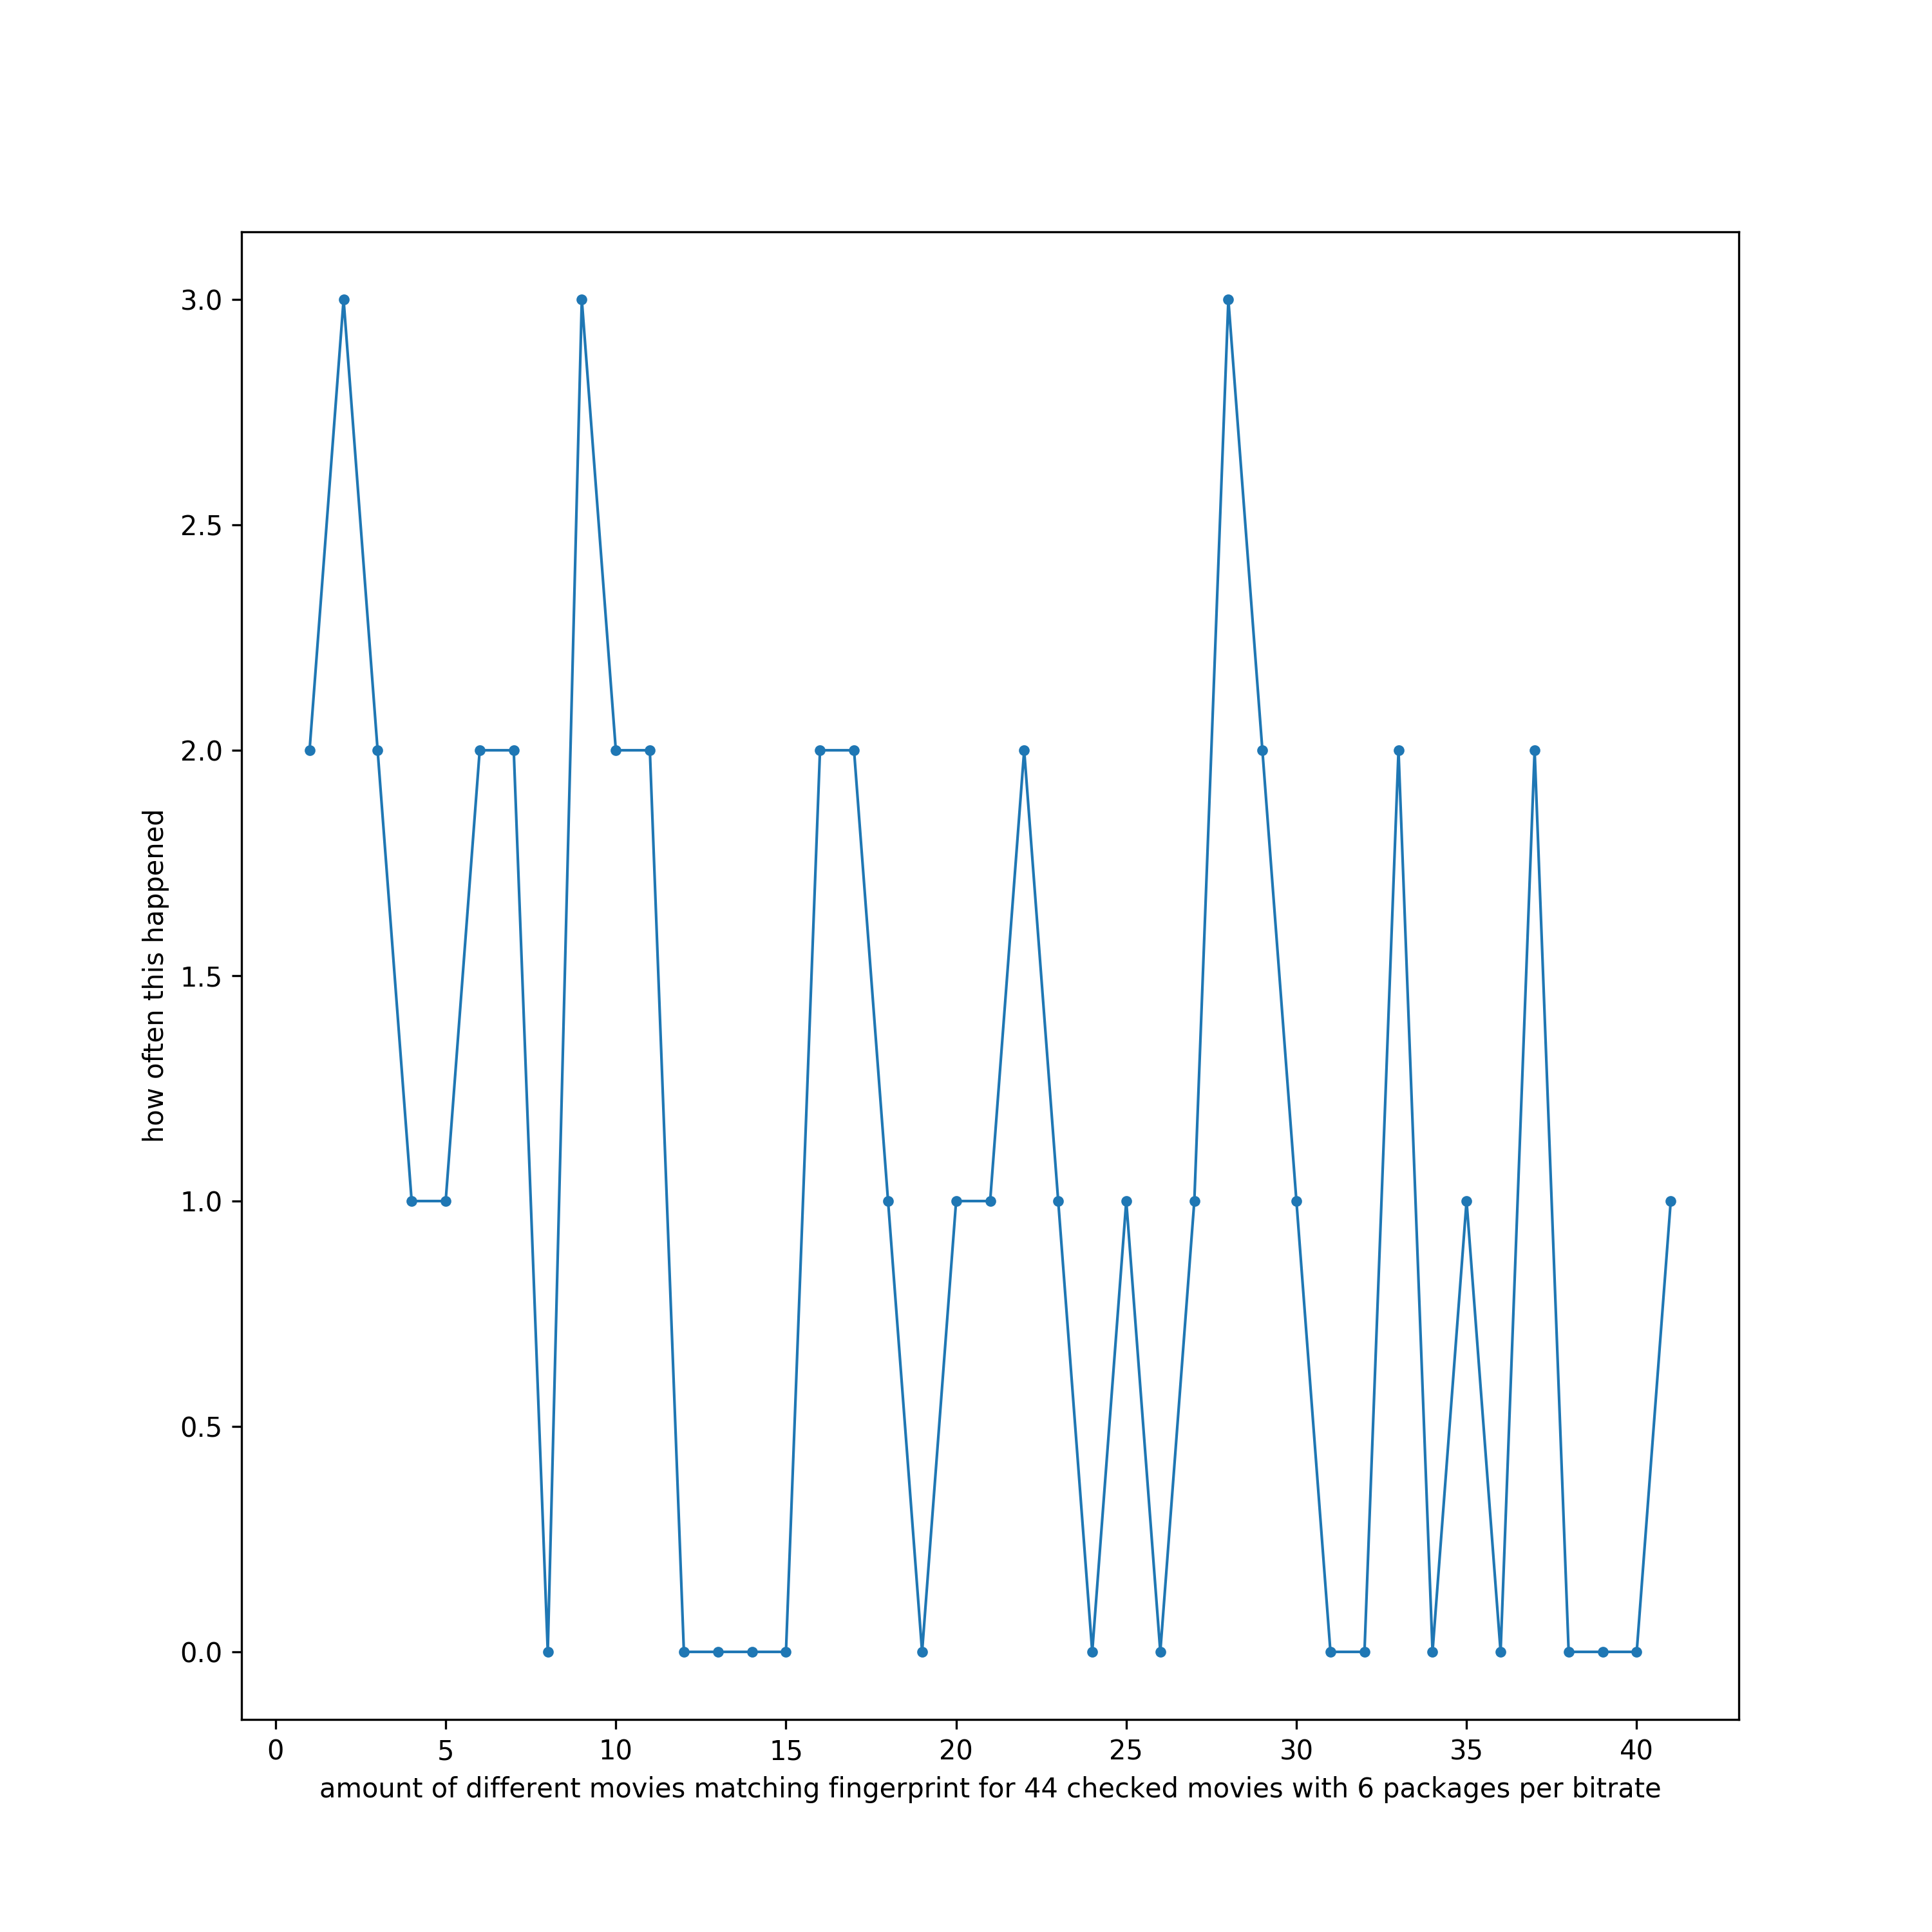 3.0
2.5
2.0
1.5
1.0
0.5
0.0
how often this happened
0 5 10 15 20 25 30 35 40
amount of different movies matching fingerprint for 44 checked movies with 6 packages per bitrate